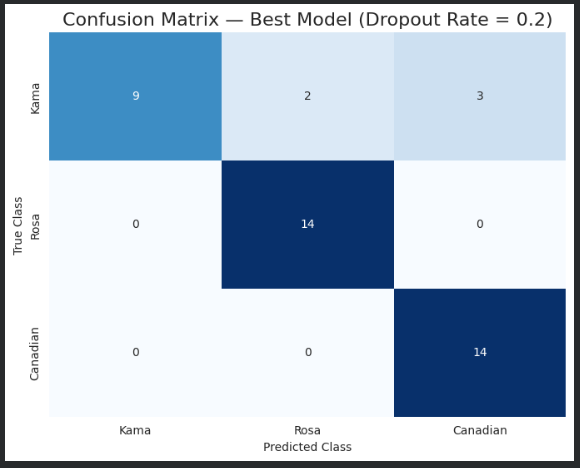 Confusion Matrix — Best Model (Dropout Rate = 0.2)
True Class
Kama
9 2 3
Rosa
0 14 0
Canadian
0 0 14
Kama Rosa Canadian
Predicted Class